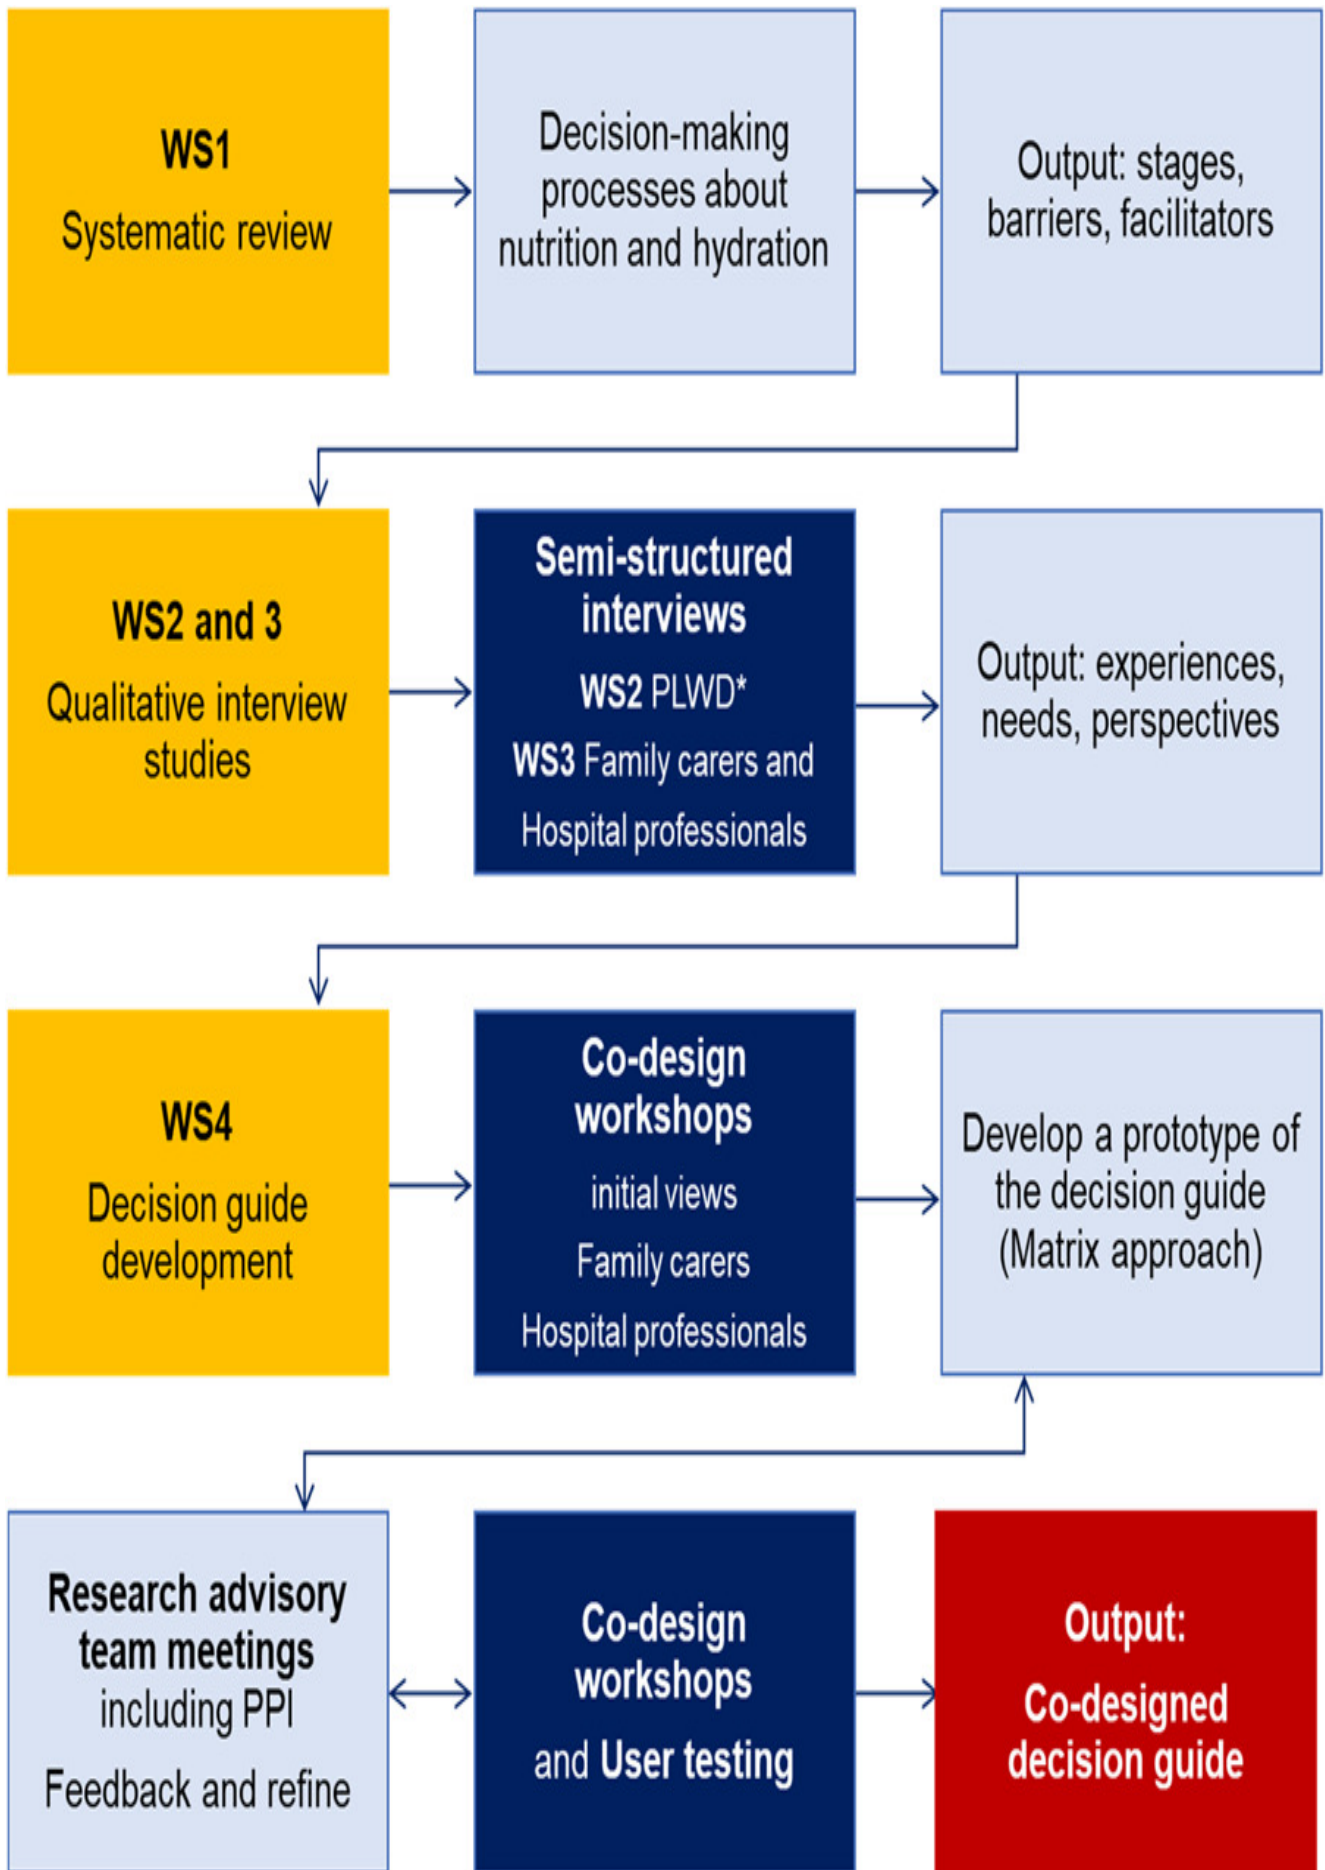 WS1
Systematic review
Decision-making
processes about
nutrition and hydration
Output: stages,
barriers, facilitators
WS2 and 3
Qualitative interview
studies
Semi-structured
interviews
WS2 PLWD*
WS3 Family carers and
Hospital professionals
Output: experiences,
needs, perspectives
WS4
Decision guide
development
Co-design
workshops
initial views
Family carers
Hospital professionals
Develop a prototype of
the decision guide
(Matrix approach)
Research advisory
team meetings
including PPI
Feedback and refine
Co-design
workshops
and User testing
Output:
Co-designed
decision guide